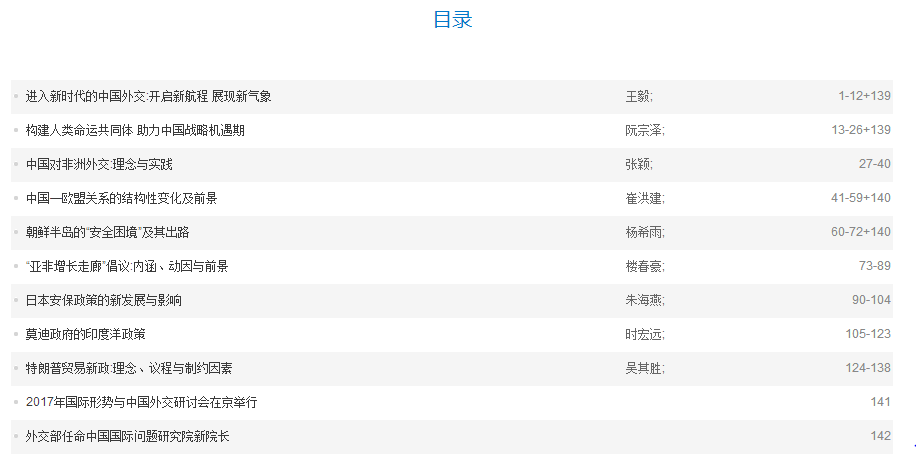 目录
进入新时代的中国外交:开启新航程 展现新气象 王毅; 1-12+139
构建人类命运共同体 助力中国战略机遇期 阮宗泽; 13-26+139
中国对非洲外交:理念与实践 张颖; 27-40
中国—欧盟关系的结构性变化及前景 崔洪建; 41-59+140
朝鲜半岛的“安全困境”及其出路 杨希雨; 60-72+140
“亚非增长走廊”倡议:内涵、动因与前景 楼春豪; 73-89
日本安保政策的新发展与影响 朱海燕; 90-104
莫迪政府的印度洋政策 时宏远; 105-123
特朗普贸易新政:理念、议程与制约因素 吴其胜; 124-138
2017年国际形势与中国外交研讨会在京举行 141
外交部任命中国国际问题研究院新院长 142